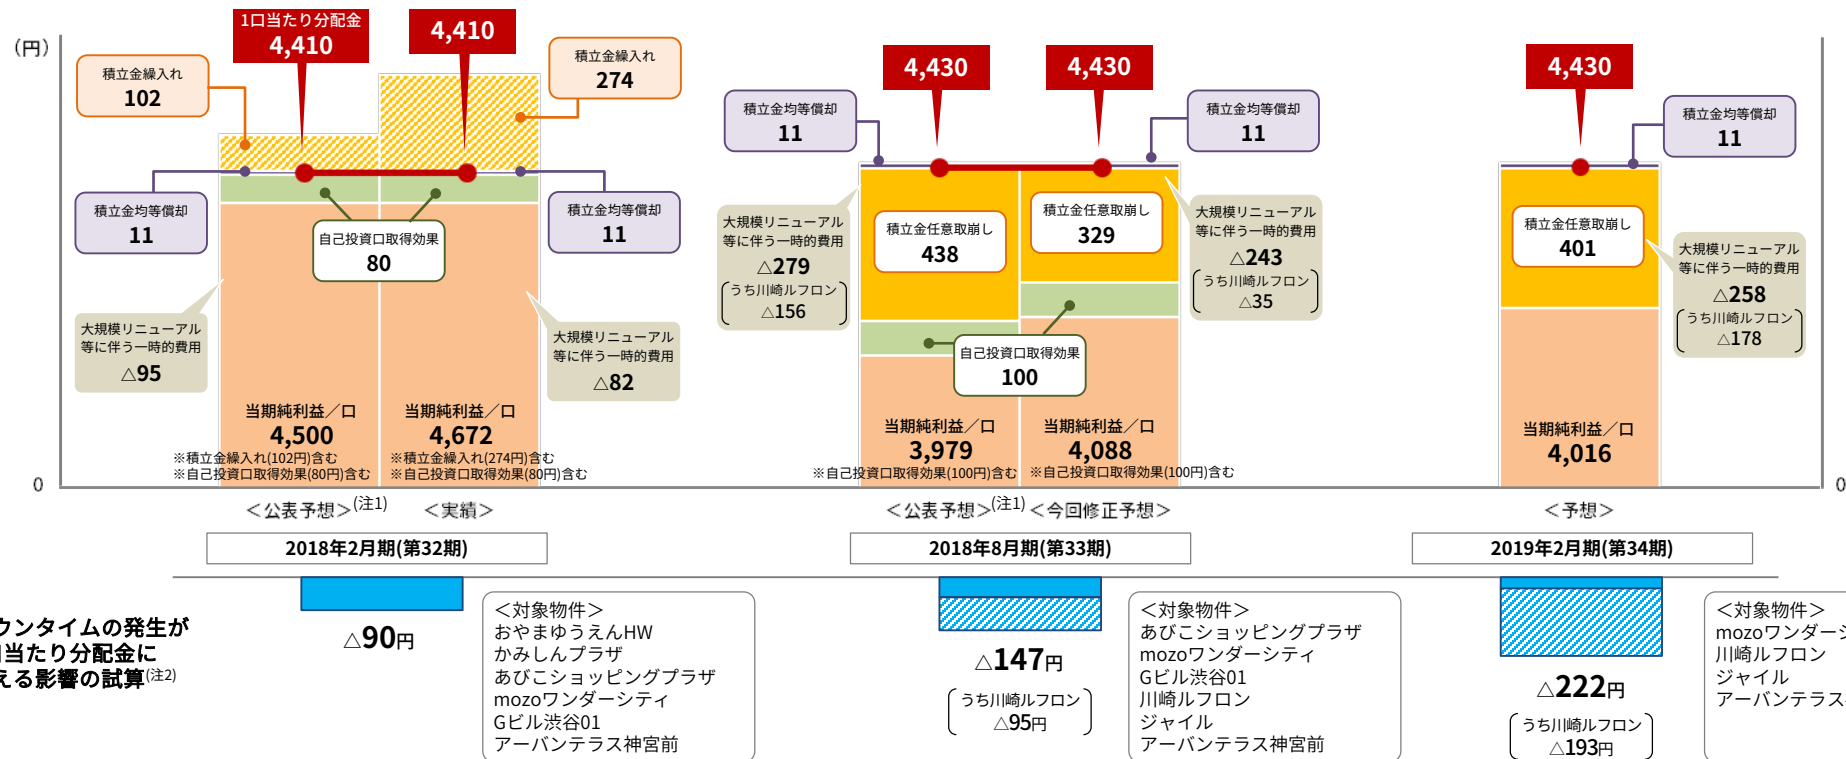 (円)
1口当たり分配金
4,410
4,410
積立金繰入れ
102
積立金繰入れ
274
積立金均等償却
11
積立金均等償却
11
自己投資口取得効果
80
大規模リニューアル
等に伴う一時的費用
△95
大規模リニューアル
等に伴う一時的費用
△82
当期純利益／口
4,500
※積立金繰入れ(102円)含む
※自己投資口取得効果(80円)含む
当期純利益／口
4,672
※積立金繰入れ(274円)含む
※自己投資口取得効果(80円)含む
4,430
4,430
積立金均等償却
11
積立金均等償却
11
大規模リニューアル
等に伴う一時的費用
△279
うち川崎ルフロン
△156
積立金任意取崩し
438
積立金任意取崩し
329
大規模リニューアル
等に伴う一時的費用
△243
うち川崎ルフロン
△35
自己投資口取得効果
100
当期純利益／口
3,979
※自己投資口取得効果(100円)含む
当期純利益／口
4,088
※自己投資口取得効果(100円)含む
4,430
積立金均等償却
11
積立金任意取崩し
401
大規模リニューアル
等に伴う一時的費用
△258
うち川崎ルフロン
△178
当期純利益／口
4,016
0
0
＜公表予想＞(注1)
＜実績＞
＜公表予想＞(注1)
＜今回修正予想＞
＜予想＞
2018年2月期(第32期)
2018年8月期(第33期)
2019年2月期(第34期)
ウンタイムの発生が
当たり分配金に
える影響の試算(注2)
△90円
＜対象物件＞
おやまゆうえんHW
かみしんプラザ
あびこショッピングプラザ
mozoワンダーシティ
Gビル渋谷01
アーバンテラス神宮前
△147円
うち川崎ルフロン
△95円
＜対象物件＞
あびこショッピングプラザ
mozoワンダーシティ
Gビル渋谷01
川崎ルフロン
ジャイル
アーバンテラス神宮前
△222円
うち川崎ルフロン
△193円
＜対象物件＞
mozoワンダーシ
川崎ルフロン
ジャイル
アーバンテラス